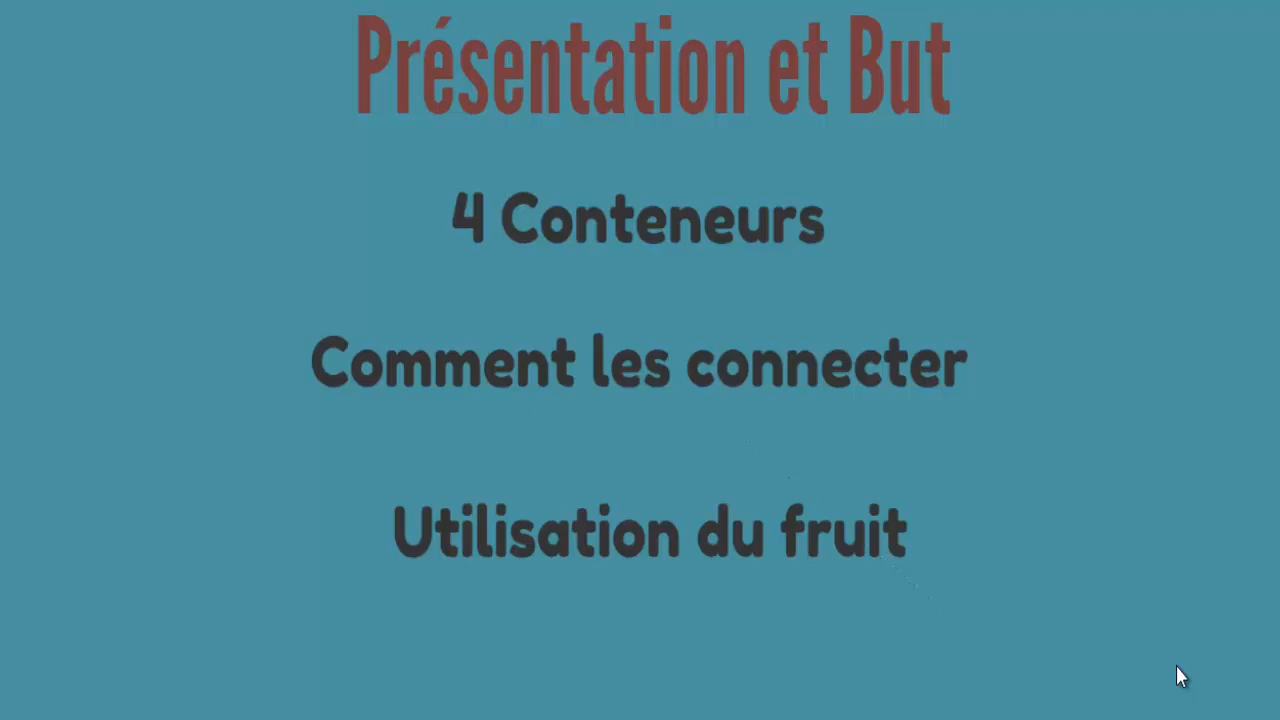 Présentation et But
4 Conteneurs
Comment les connecter
Utilisation du fruit